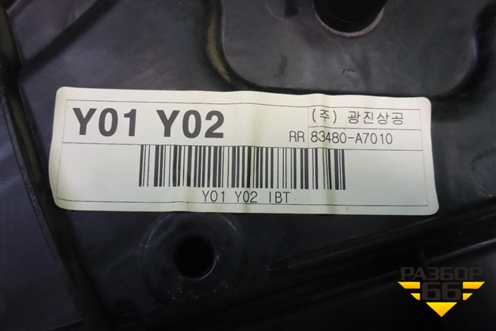 Y01 Y02
(주) 광진상공
RR 83480-A7010
Y01 Y02 IBT
РАЗБОР
66